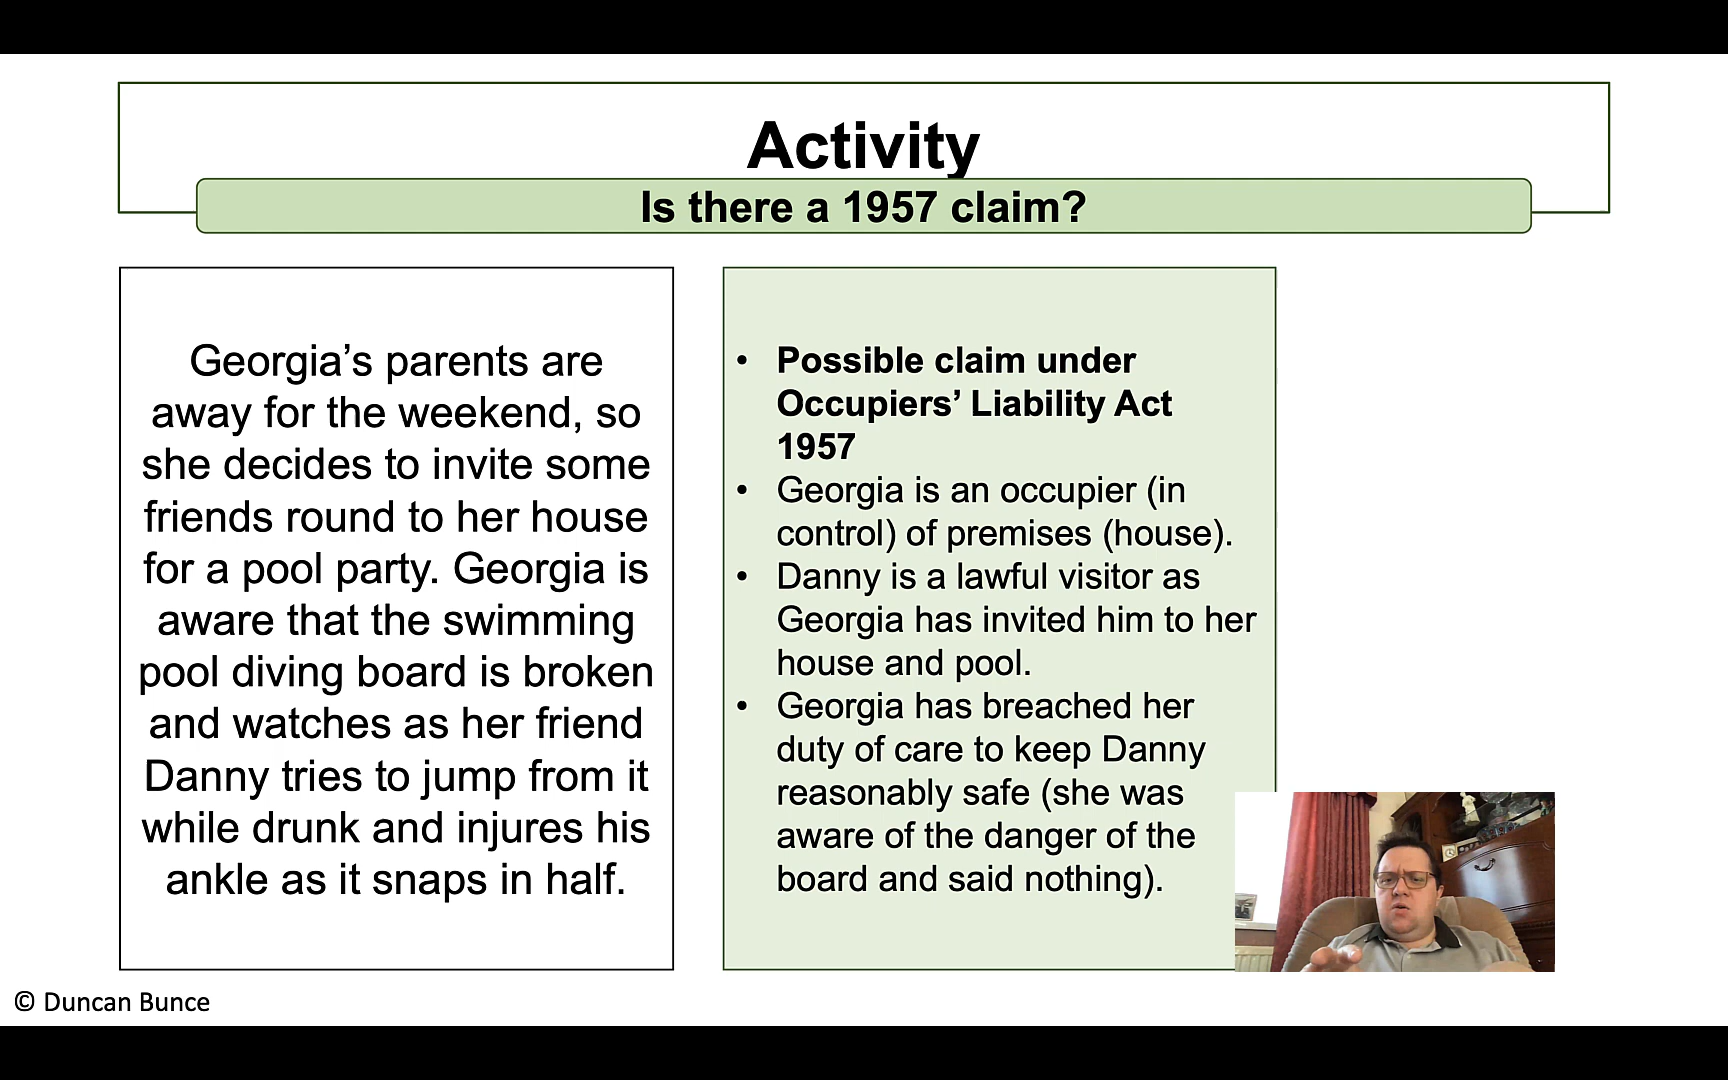 Activity
Is there a 1957 claim?
Georgia’s parents are
away for the weekend, so
she decides to invite some
friends round to her house
for a pool party. Georgia is
aware that the swimming
pool diving board is broken
and watches as her friend
Danny tries to jump from it
while drunk and injures his
ankle as it snaps in half.
• Possible claim under
Occupiers’ Liability Act
1957
• Georgia is an occupier (in
control) of premises (house).
• Danny is a lawful visitor as
Georgia has invited him to her
house and pool.
• Georgia has breached her
duty of care to keep Danny
reasonably safe (she was
aware of the danger of the
board and said nothing).
© Duncan Bunce